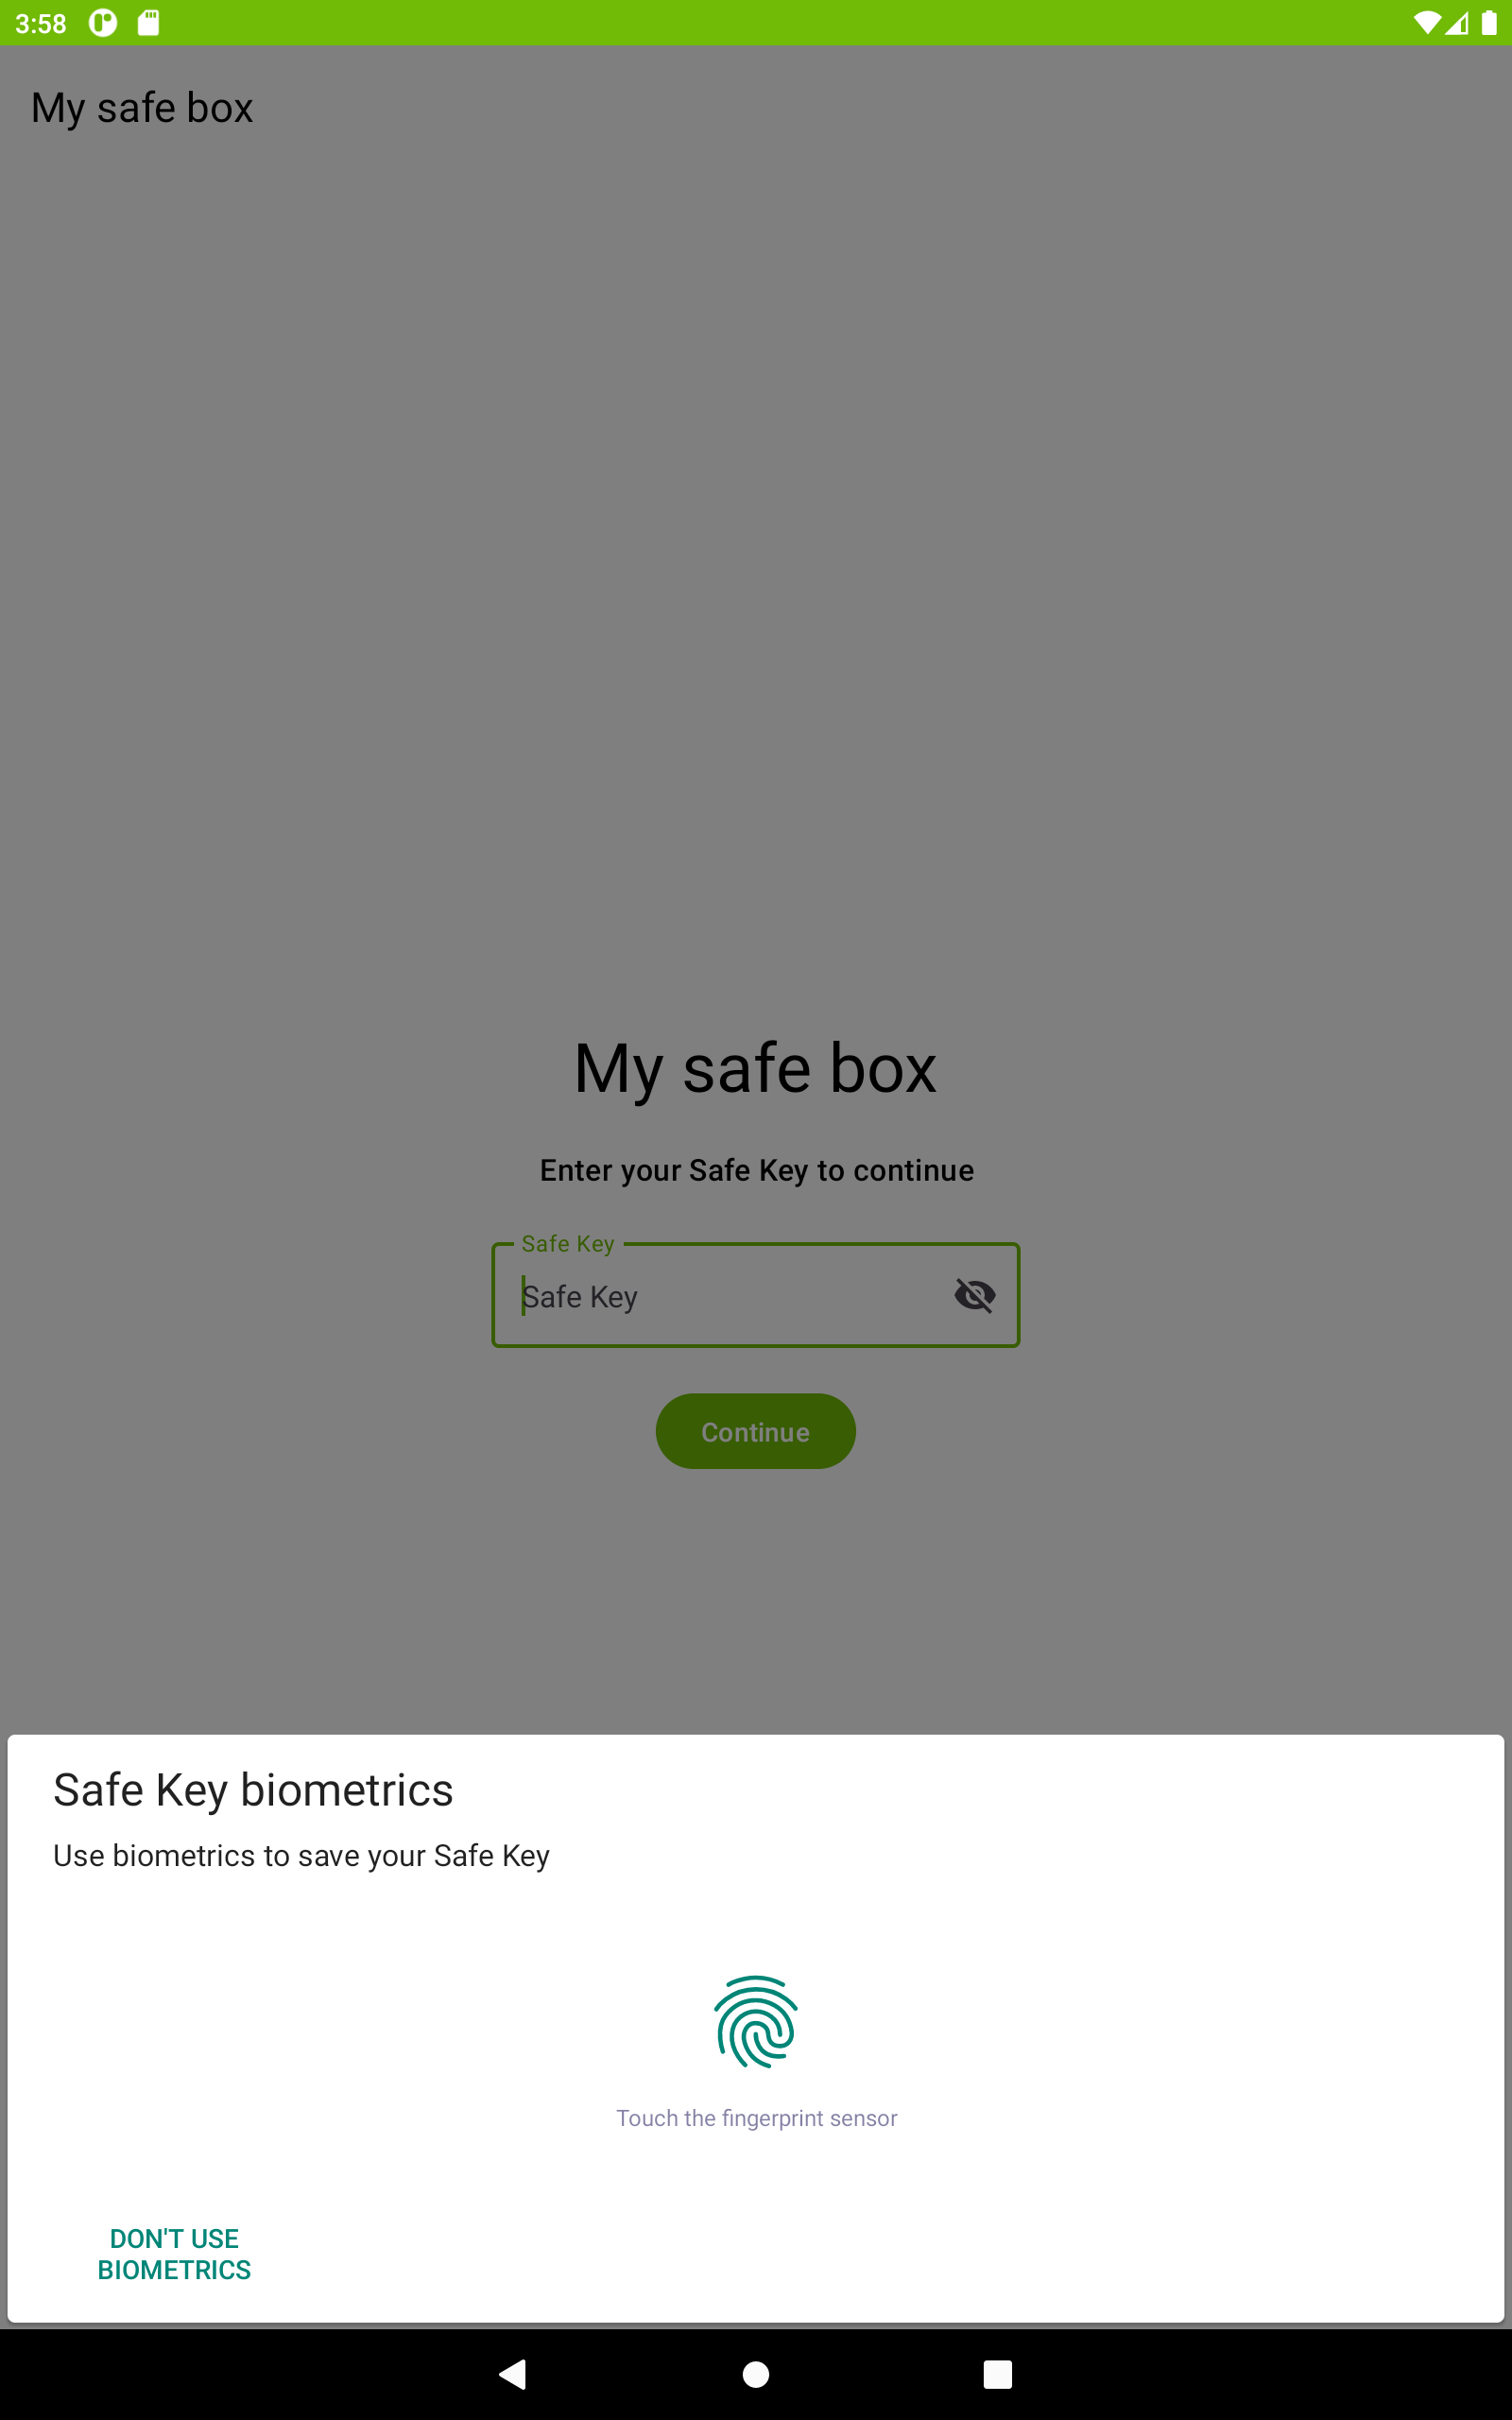 3:58
My safe box
My safe box
Enter your Safe Key to continue
Safe Key
Safe Key
Continue
Safe Key biometrics
Use biometrics to save your Safe Key
Touch the fingerprint sensor
DON'T USE
BIOMETRICS